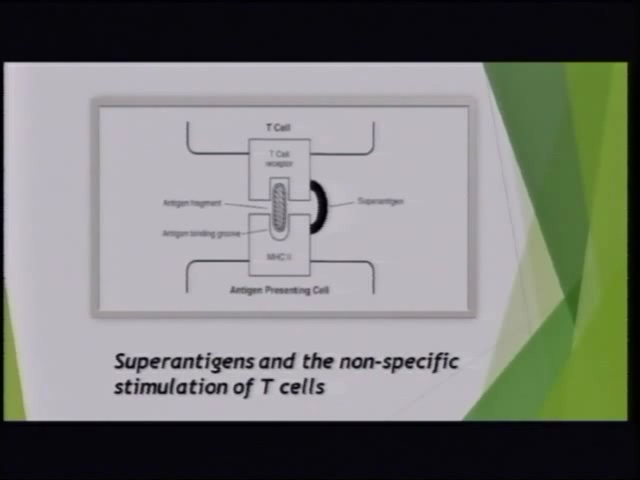 T Cell
T Cell
receptor
Antigen fragment
Superantigen
Antigen binding groove
MHC II
Antigen Presenting Cell
Superantigens and the non-specific
stimulation of T cells